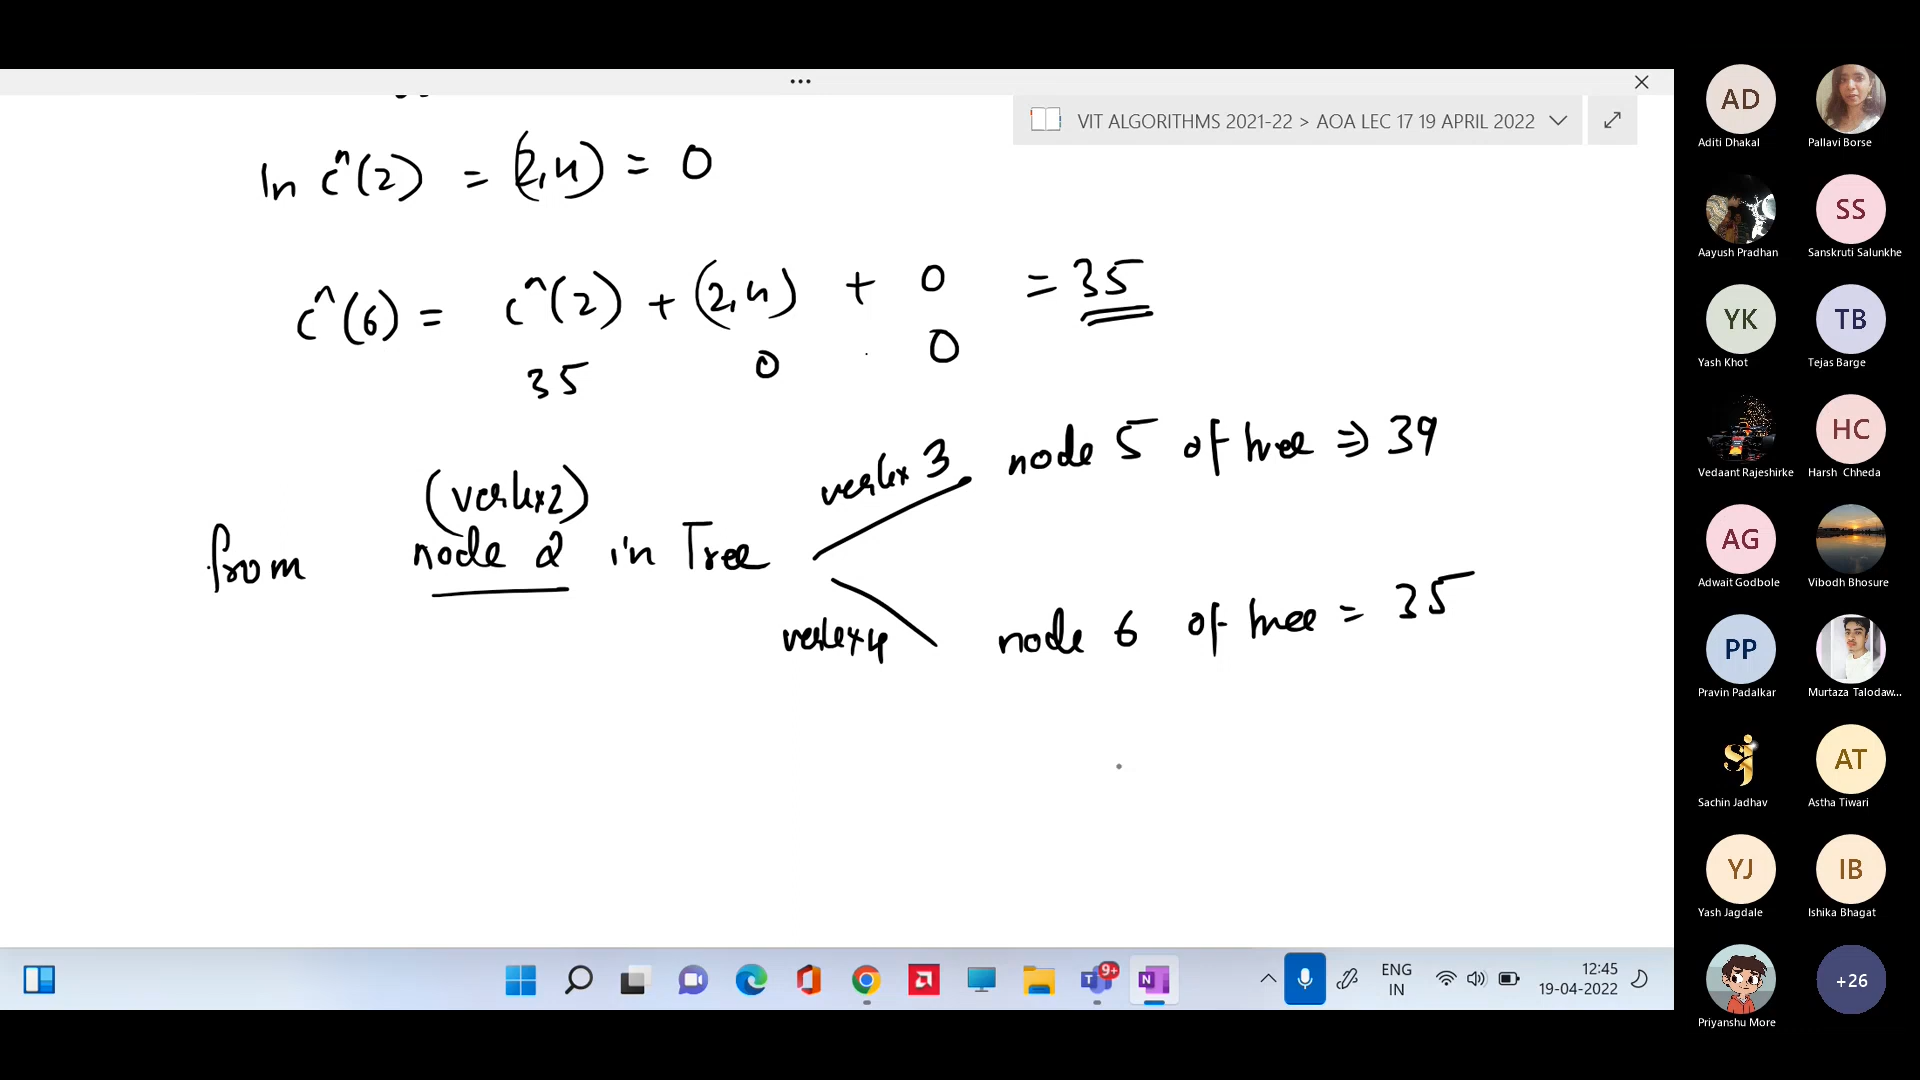 VIT ALGORITHMS 2021-22 > AOA LEC 17 19 APRIL 2022
In ĉ(2) = (2,4) = 0
ĉ(6) = ĉ(2) + (2,4) + 0 = 35
35 0 0
vertex 3 node 5 of tree ⇒ 39
(vertex2)
from node 2 in Tree
vertex4 node 6 of tree = 35
AD
Aditi Dhakal
Pallavi Borse
Aayush Pradhan
SS
Sanskruti Salunkhe
YK
Yash Khot
TB
Tejas Barge
Vedaant Rajeshirke
HC
Harsh Chheda
AG
Adwait Godbole
Vibodh Bhosure
PP
Pravin Padalkar
Murtaza Talodaw...
Sj
Sachin Jadhav
AT
Astha Tiwari
YJ
Yash Jagdale
IB
Ishika Bhagat
Priyanshu More
+26
9+
ENG
IN
12:45
19-04-2022